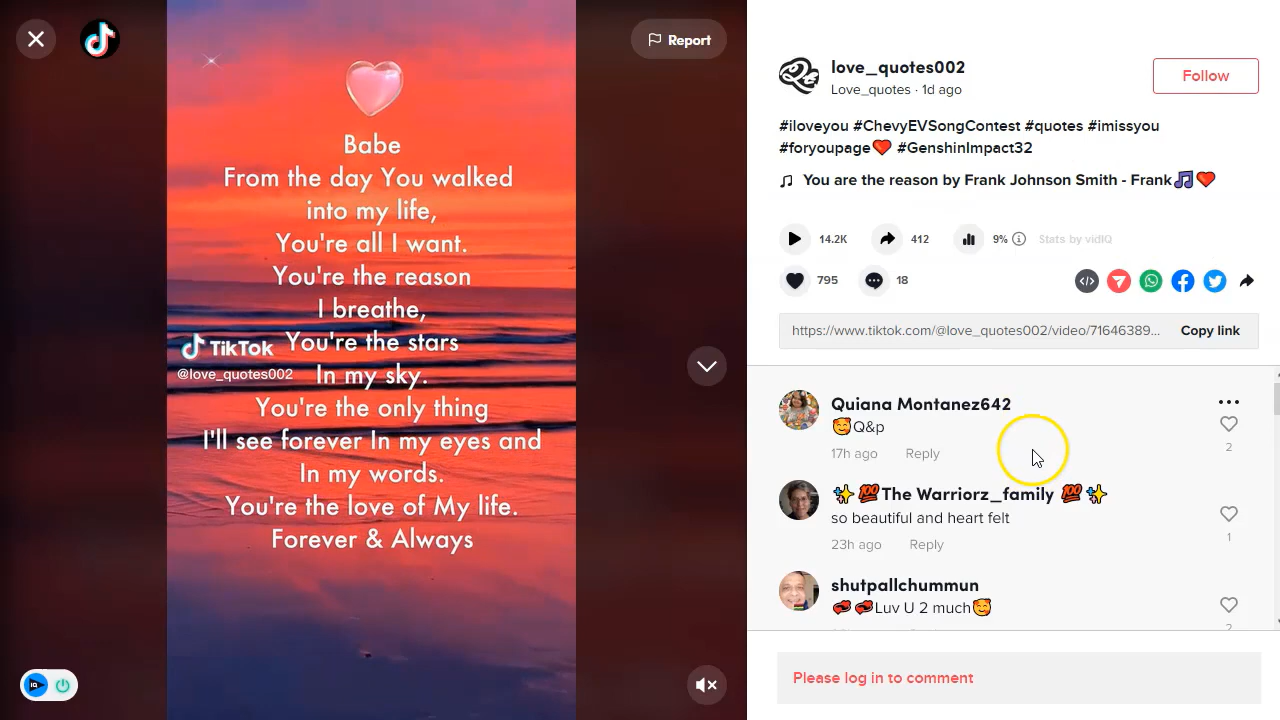 Report
Babe
From the day You walked
into my life,
You're all I want.
You're the reason
I breathe,
You're the stars
In my sky.
You're the only thing
I'll see forever In my eyes and
In my words.
You're the love of My life.
Forever & Always
TikTok
@love_quotes002
love_quotes002
Love_quotes · 1d ago
Follow
#iloveyou #ChevyEVSongContest #quotes #imissyou
#foryoupage❤️ #GenshinImpact32
You are the reason by Frank Johnson Smith - Frank🎵❤️
14.2K 412 9% Stats by vidIQ
795 18
https://www.tiktok.com/@love_quotes002/video/71646389... Copy link
Quiana Montanez642
🥰Q&p
2
17h ago Reply
✨💯The Warriorz_family 💯✨
so beautiful and heart felt
1
23h ago Reply
shutpallchummun
💞💞Luv U 2 much🥰
2
Please log in to comment